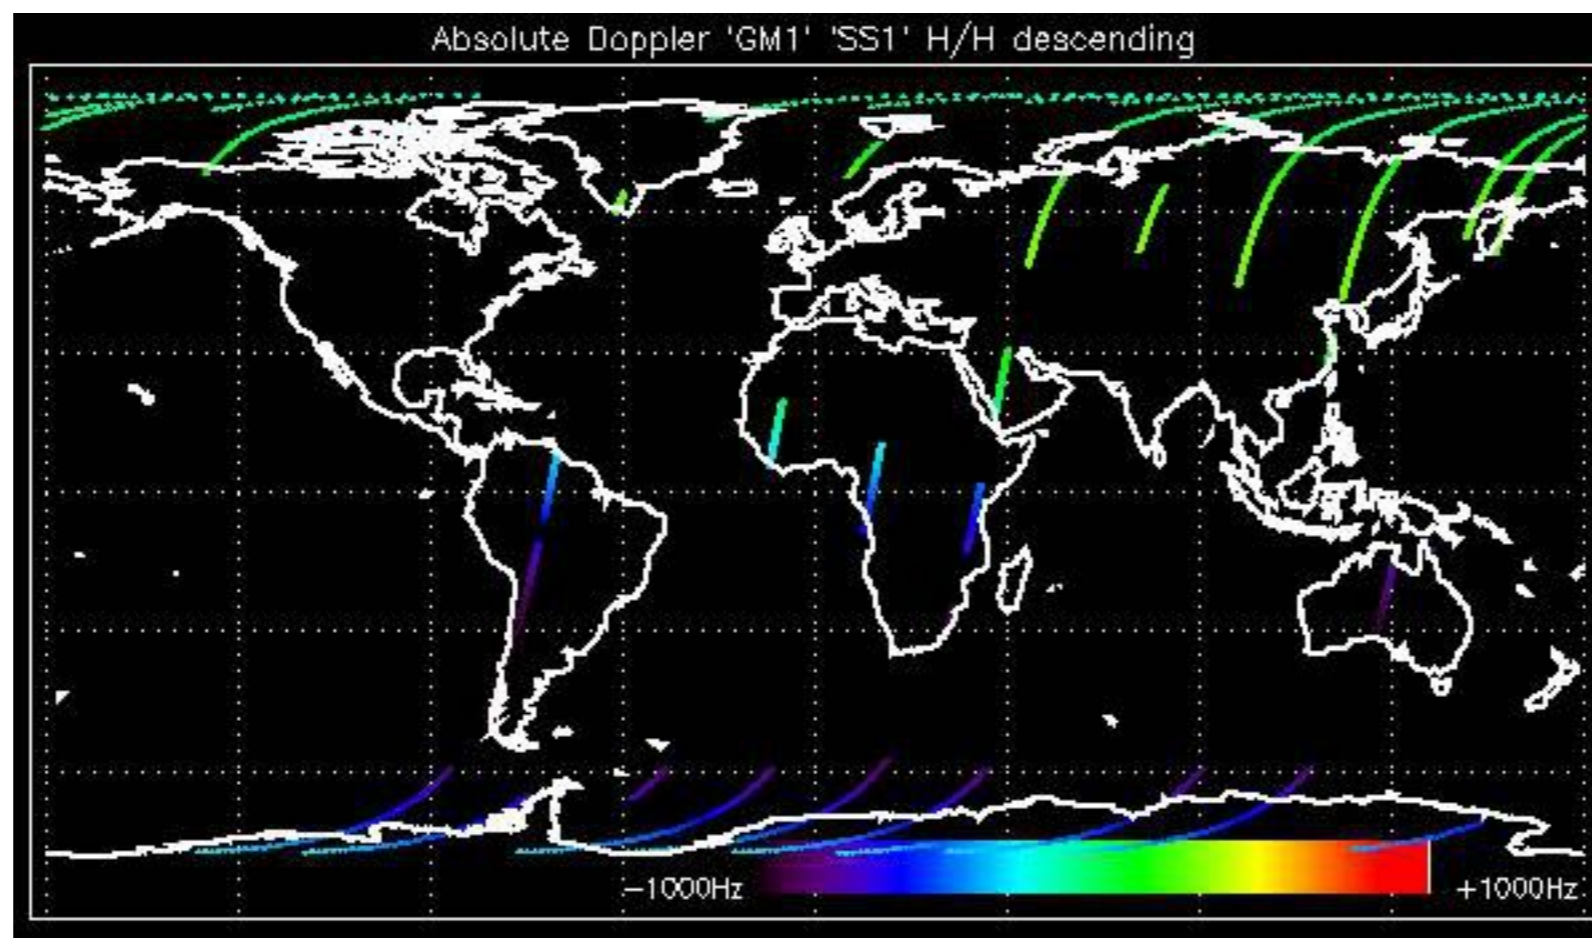 Absolute Doppler 'GM1' 'SS1' H/H descending
−1000Hz +1000Hz